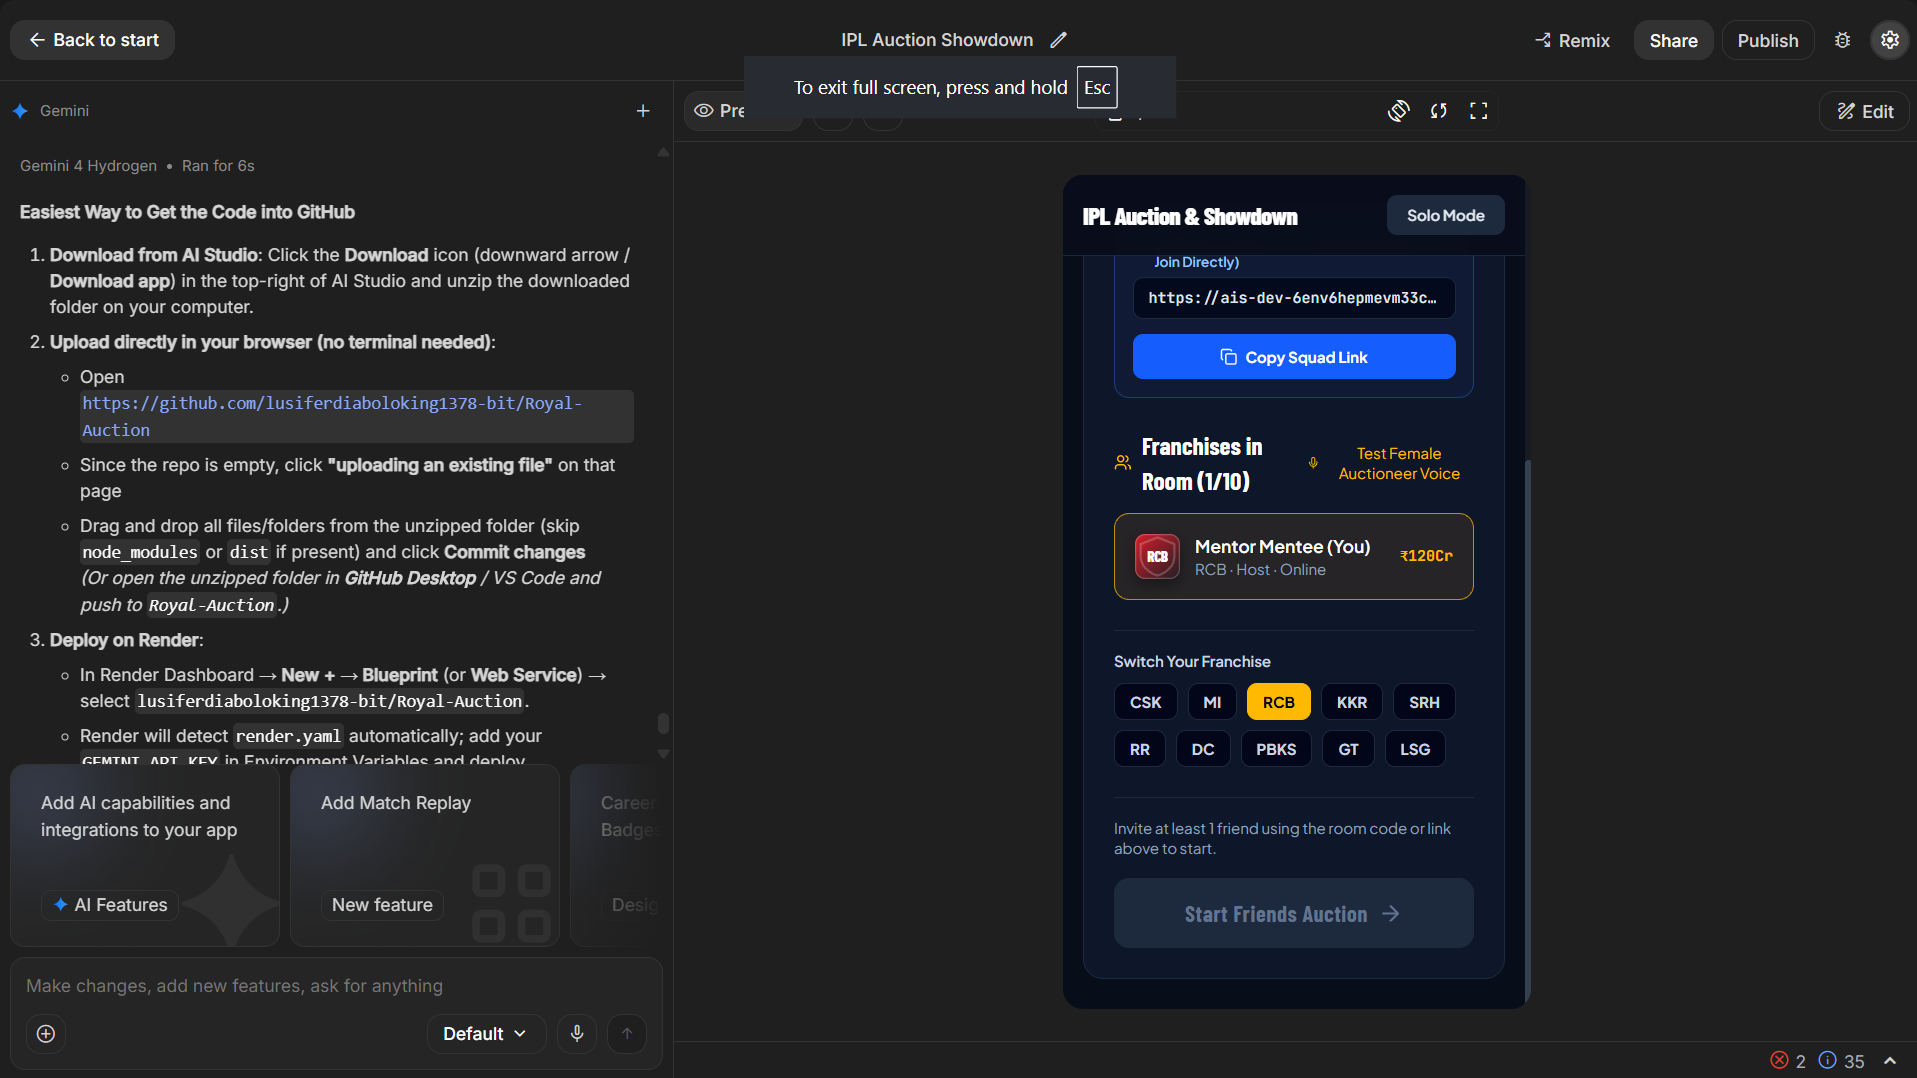 Back to start
IPL Auction Showdown
Remix
Share
Publish
To exit full screen, press and hold Esc
Gemini
Pre
Edit
Gemini 4 Hydrogen • Ran for 6s
Easiest Way to Get the Code into GitHub
1. Download from AI Studio: Click the Download icon (downward arrow /
Download app) in the top-right of AI Studio and unzip the downloaded
folder on your computer.
2. Upload directly in your browser (no terminal needed):
Open
https://github.com/lusiferdiaboloking1378-bit/Royal-
Auction
Since the repo is empty, click "uploading an existing file" on that
page
Drag and drop all files/folders from the unzipped folder (skip
node_modules or dist if present) and click Commit changes
(Or open the unzipped folder in GitHub Desktop / VS Code and
push to Royal-Auction.)
3. Deploy on Render:
In Render Dashboard → New + → Blueprint (or Web Service) →
select lusiferdiaboloking1378-bit/Royal-Auction.
Render will detect render.yaml automatically; add your
GEMINI_API_KEY in Environment Variables and deploy
Add AI capabilities and
integrations to your app
AI Features
Add Match Replay
New feature
Career
Badges
Desig
Make changes, add new features, ask for anything
Default
IPL Auction & Showdown
Solo Mode
Join Directly)
https://ais-dev-6env6hepmevm33c…
Copy Squad Link
Franchises in
Room (1/10)
Test Female
Auctioneer Voice
RCB
Mentor Mentee (You)
RCB · Host · Online
₹120Cr
Switch Your Franchise
CSK MI RCB KKR SRH
RR DC PBKS GT LSG
Invite at least 1 friend using the room code or link
above to start.
Start Friends Auction
2 35